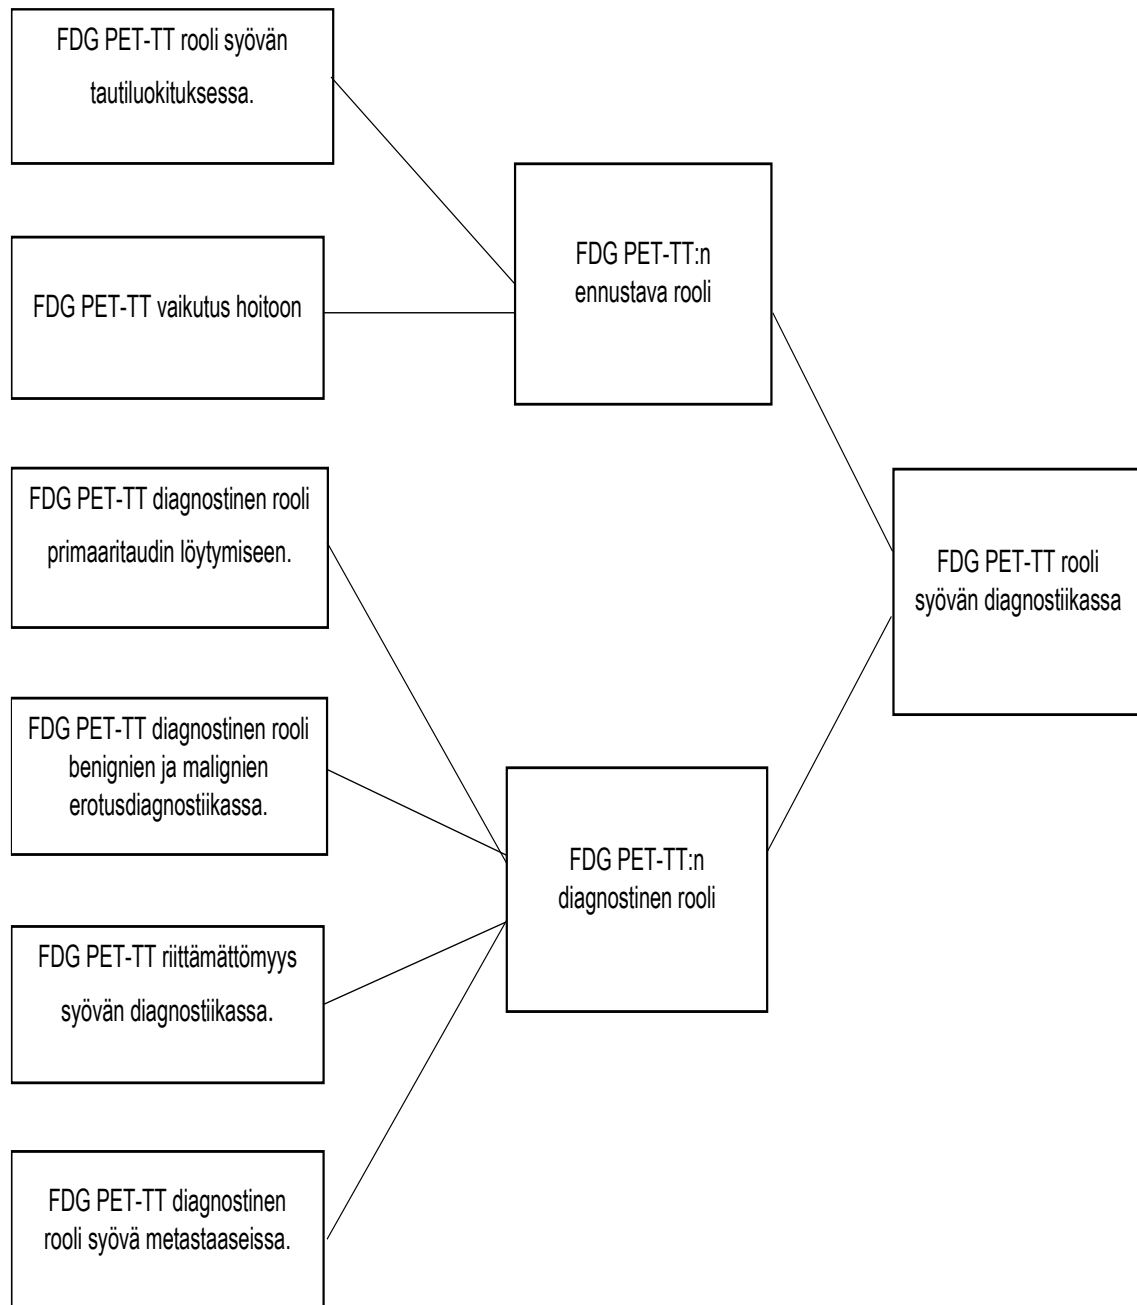 FDG PET-TT rooli syövän
tautiluokituksessa.
FDG PET-TT vaikutus hoitoon
FDG PET-TT diagnostinen rooli
primaaritaudin löytymiseen.
FDG PET-TT diagnostinen rooli
benignien ja malignien
erotusdiagnostiikassa.
FDG PET-TT riittämättömyys
syövän diagnostiikassa.
FDG PET-TT diagnostinen
rooli syövä metastaaseissa.
FDG PET-TT:n
ennustava rooli
FDG PET-TT:n
diagnostinen rooli
FDG PET-TT rooli
syövän diagnostiikassa